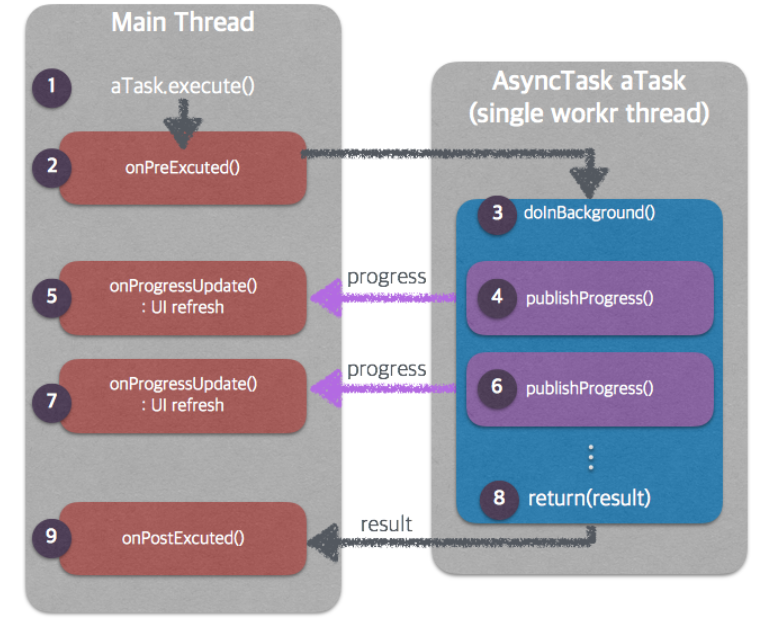 Main Thread
1 aTask.execute()
2 onPreExcuted()
AsyncTask aTask
(single workr thread)
3 doInBackground()
progress
4 publishProgress()
5 onProgressUpdate()
: UI refresh
progress
6 publishProgress()
7 onProgressUpdate()
: UI refresh
8 return(result)
result
9 onPostExcuted()